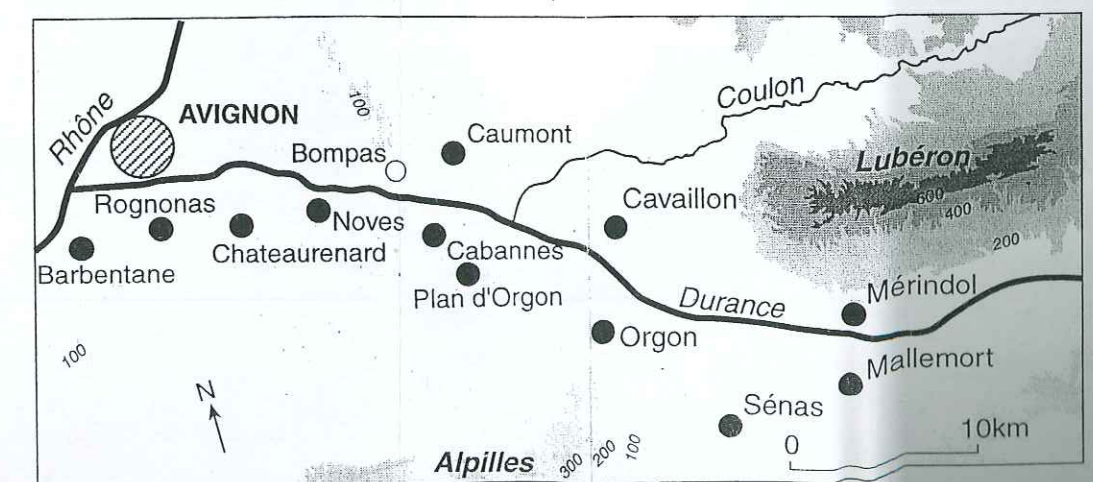 Rhône
AVIGNON
100
Bompas
Caumont
Coulon
Lubéron
600
400
200
Rognonas
Barbentane
Chateaurenard
Noves
Cabannes
Plan d'Orgon
Cavaillon
Durance
Mérindol
Orgon
Mallemort
Sénas
100
N
Alpilles
300 200 100
0 10km